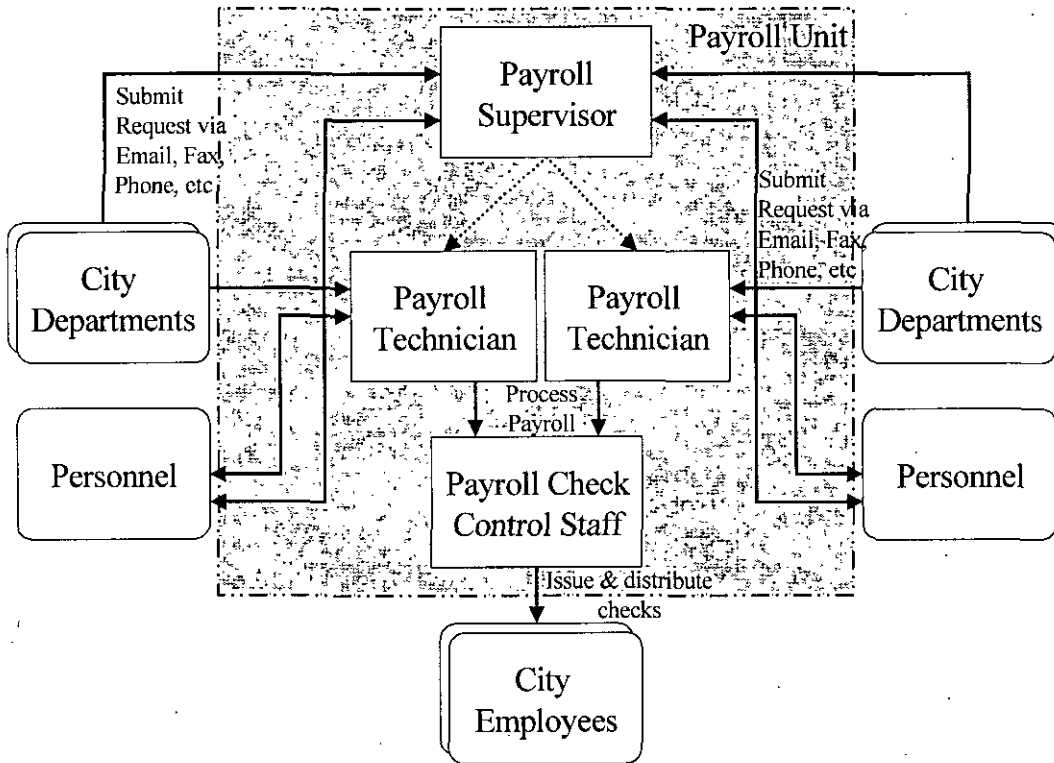 Payroll Unit
Payroll
Supervisor
Submit
Request via
Email, Fax,
Phone, etc
Submit
Request via
Email, Fax,
Phone, etc
City
Departments
Payroll
Technician
Payroll
Technician
City
Departments
Process
Payroll
Personnel
Payroll Check
Control Staff
Personnel
Issue & distribute
checks
City
Employees